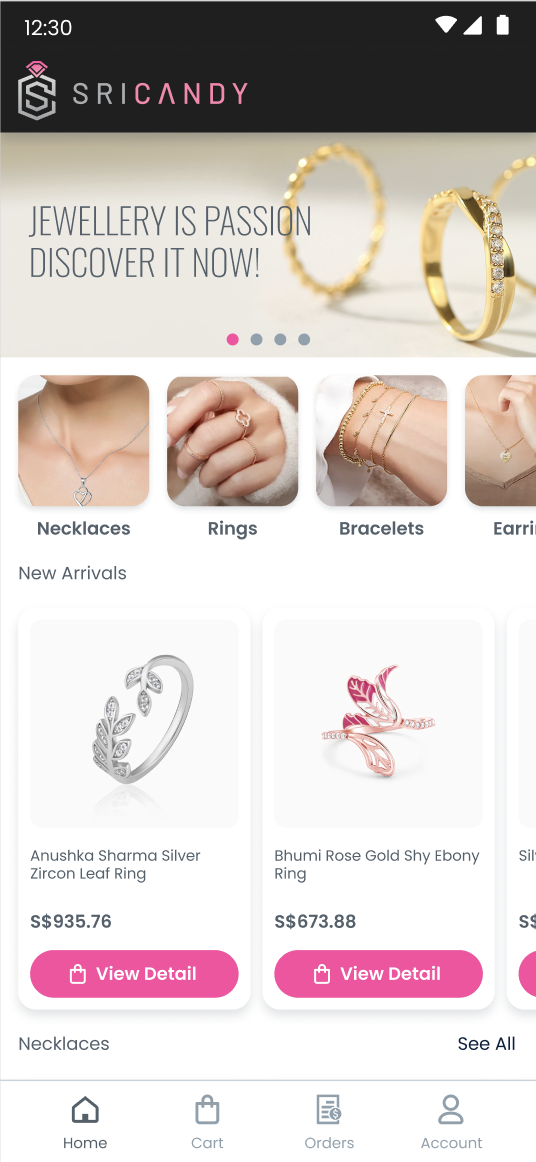 12:30
SRICANDY
JEWELLERY IS PASSION
DISCOVER IT NOW!
Necklaces
Rings
Bracelets
Earri
New Arrivals
Anushka Sharma Silver
Zircon Leaf Ring
S$935.76
View Detail
Bhumi Rose Gold Shy Ebony
Ring
S$673.88
View Detail
Sil
S$
Necklaces
See All
Home
Cart
Orders
Account